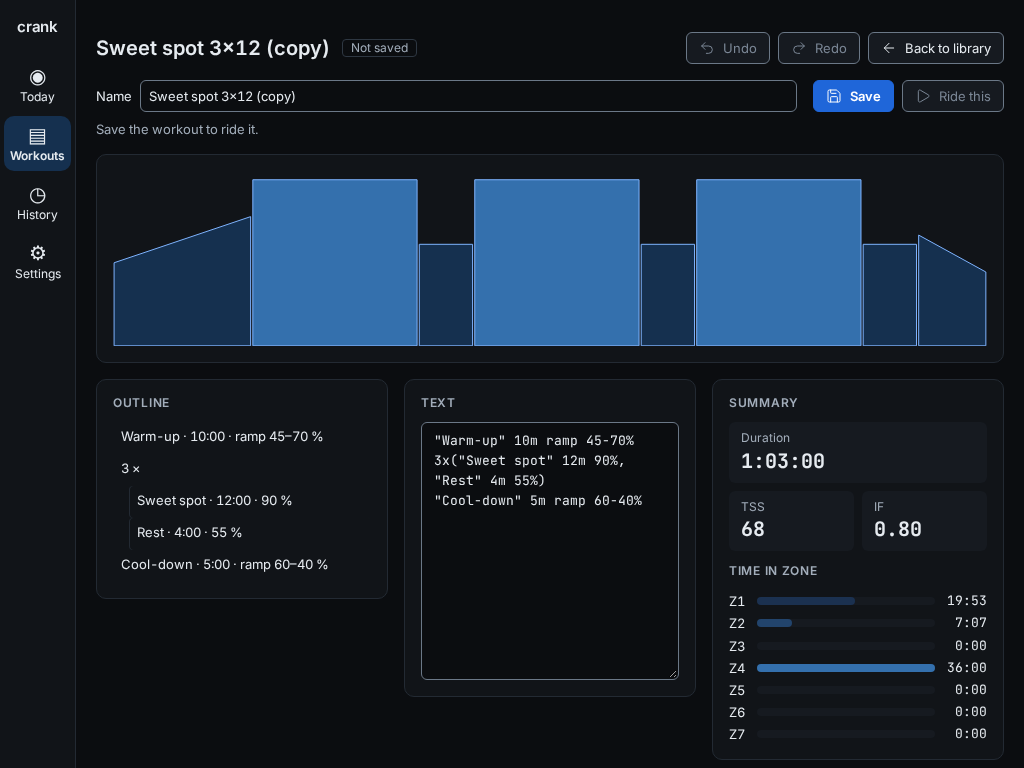 crank
Today
Workouts
History
Settings
Sweet spot 3×12 (copy)
Not saved
Undo
Redo
Back to library
Name
Sweet spot 3×12 (copy)
Save
Ride this
Save the workout to ride it.
OUTLINE
Warm-up · 10:00 · ramp 45–70 %
3 ×
Sweet spot · 12:00 · 90 %
Rest · 4:00 · 55 %
Cool-down · 5:00 · ramp 60–40 %
TEXT
"Warm-up" 10m ramp 45-70%
3x("Sweet spot" 12m 90%,
"Rest" 4m 55%)
"Cool-down" 5m ramp 60-40%
SUMMARY
Duration
1:03:00
TSS
68
IF
0.80
TIME IN ZONE
Z1 19:53
Z2 7:07
Z3 0:00
Z4 36:00
Z5 0:00
Z6 0:00
Z7 0:00